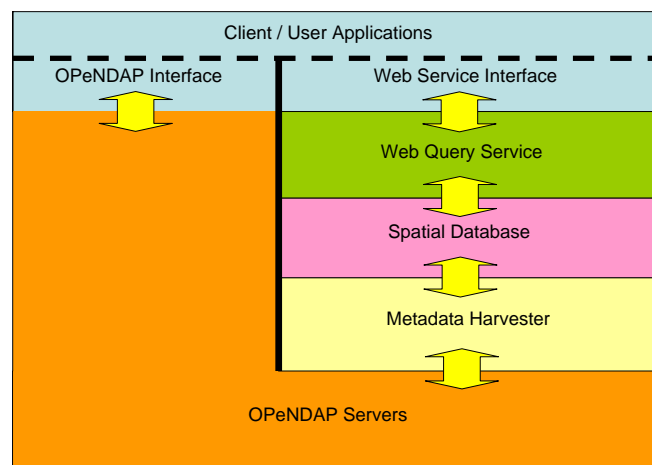 Client / User Applications
OPeNDAP Interface
Web Service Interface
Web Query Service
Spatial Database
Metadata Harvester
OPeNDAP Servers